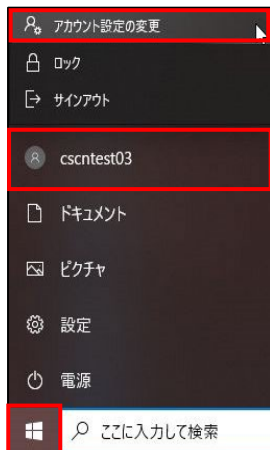 アカウント設定の変更
ロック
サインアウト
cscntest03
ドキュメント
ピクチャ
設定
電源
ここに入力して検索